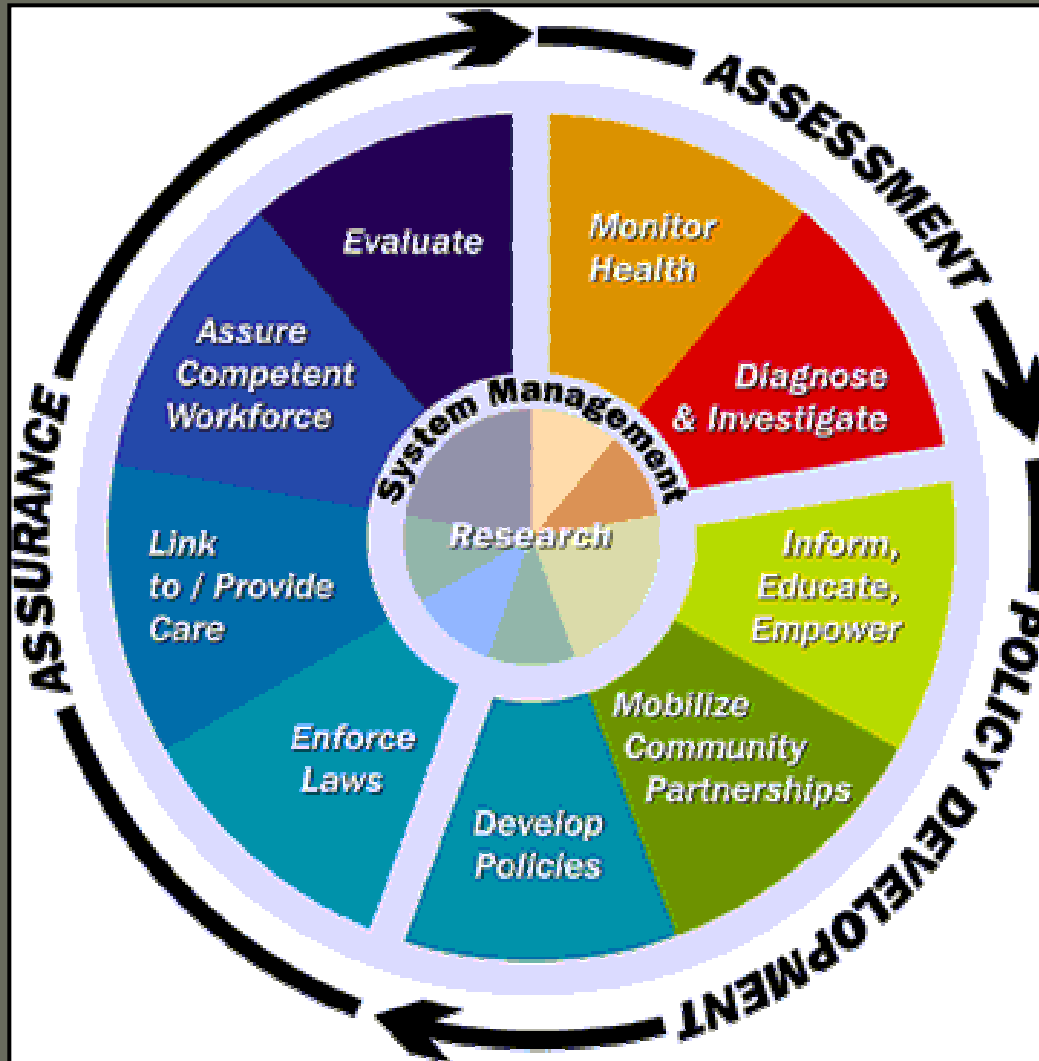 ASSESSMENT
POLICY DEVELOPMENT
ASSURANCE
Monitor
Health
Diagnose
& Investigate
Inform,
Educate,
Empower
Mobilize
Community
Partnerships
Develop
Policies
Enforce
Laws
Link
to / Provide
Care
Assure
Competent
Workforce
Evaluate
System Management
Research